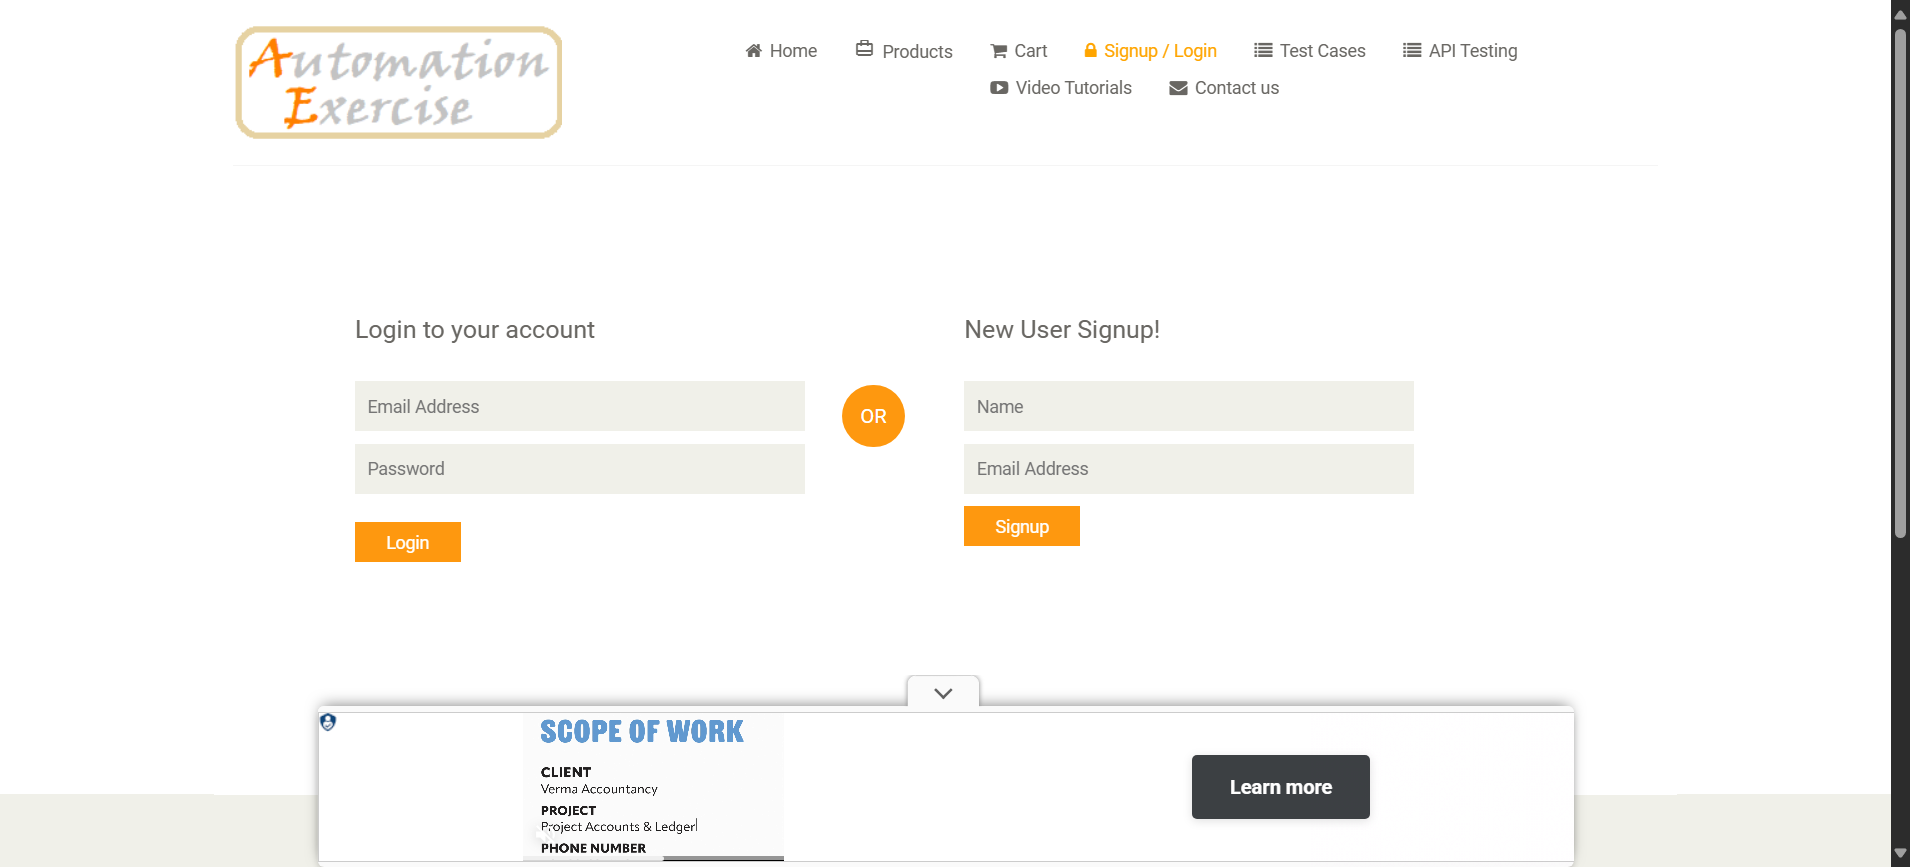 Automation
Exercise
Home
Products
Cart
Signup / Login
Test Cases
API Testing
Video Tutorials
Contact us
Login to your account
Email Address
Password
Login
OR
New User Signup!
Name
Email Address
Signup
SCOPE OF WORK
CLIENT
Verma Accountancy
PROJECT
Project Accounts & Ledger
PHONE NUMBER
Learn more